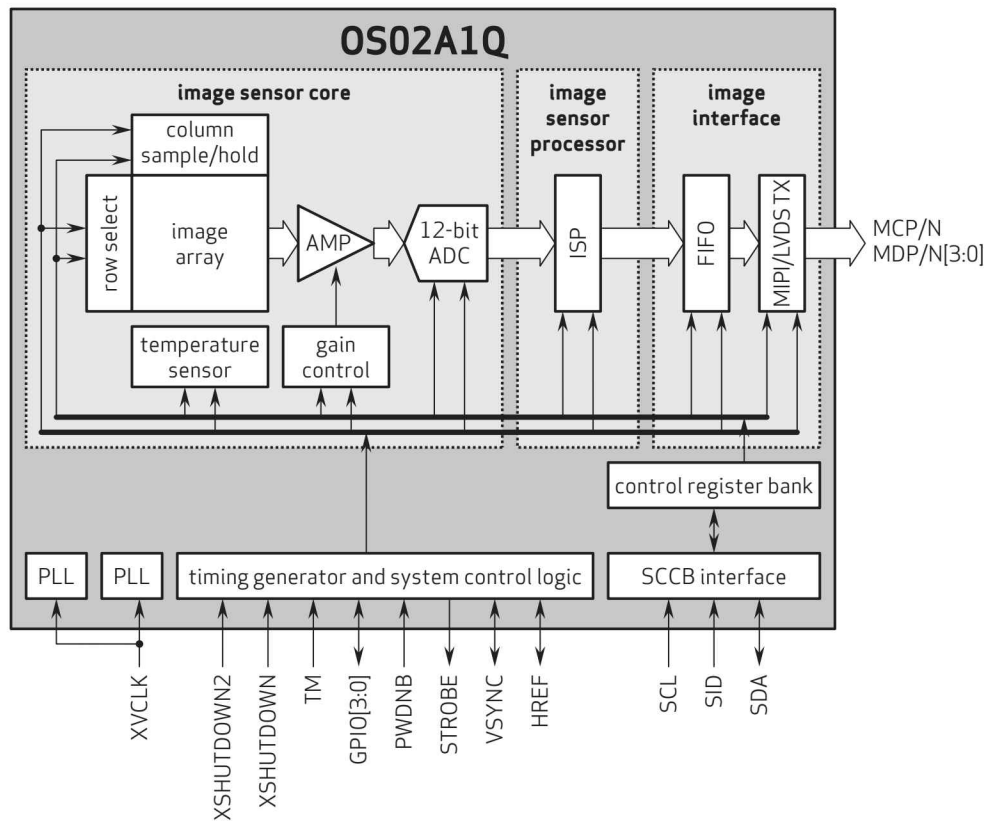 OS02A1Q
image sensor core
image
sensor
processor
image
interface
column
sample/hold
row select
image
array
AMP
12-bit
ADC
ISP
FIFO
MIPI/LVDS TX
MCP/N
MDP/N[3:0]
temperature
sensor
gain
control
control register bank
PLL
PLL
timing generator and system control logic
SCCB interface
XVCLK
XSHUTDOWN2
XSHUTDOWN
TM
GPIO[3:0]
PWDNB
STROBE
VSYNC
HREF
SCL
SID
SDA